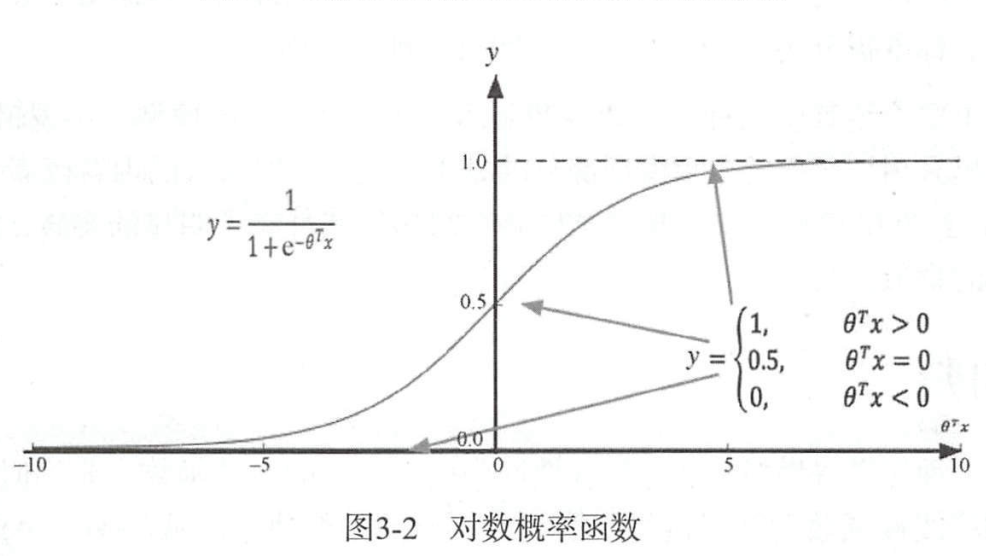 y
1.0
y = 1 / (1+e^{-θ^T x})
0.5
y = { 1, θ^T x > 0
0.5, θ^T x = 0
0, θ^T x < 0
0.0
θ^T x
-10 -5 0 5 10
图3-2 对数概率函数